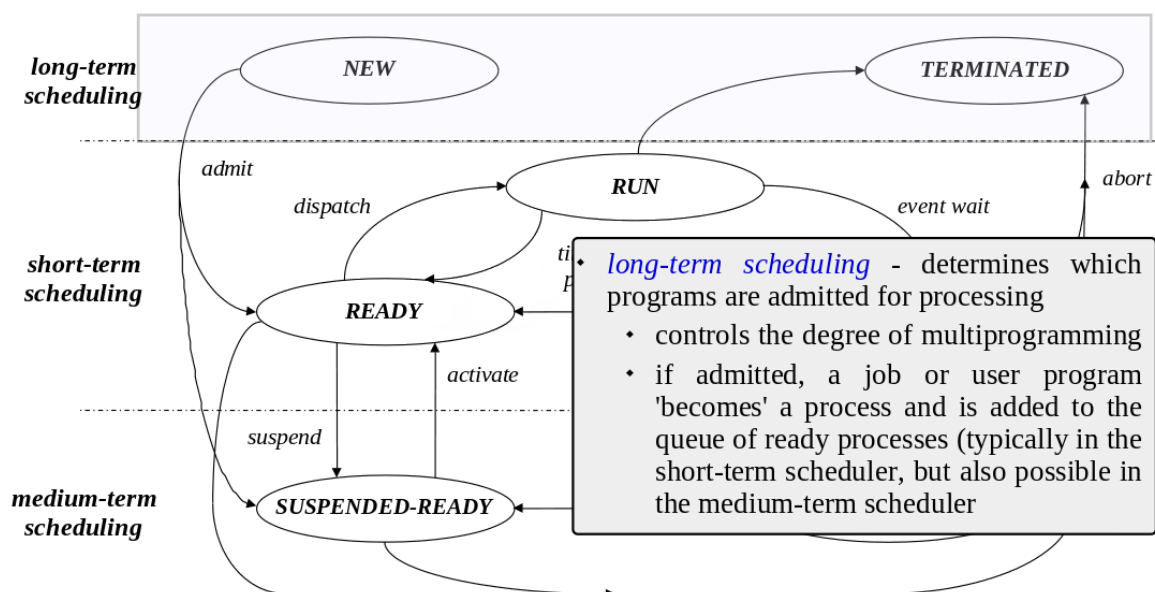 long-term
scheduling
NEW
TERMINATED
admit
dispatch
RUN
event wait
abort
short-term
scheduling
READY
activate
suspend
medium-term
scheduling
SUSPENDED-READY
long-term scheduling - determines which
programs are admitted for processing
controls the degree of multiprogramming
if admitted, a job or user program
'becomes' a process and is added to the
queue of ready processes (typically in the
short-term scheduler, but also possible in
the medium-term scheduler